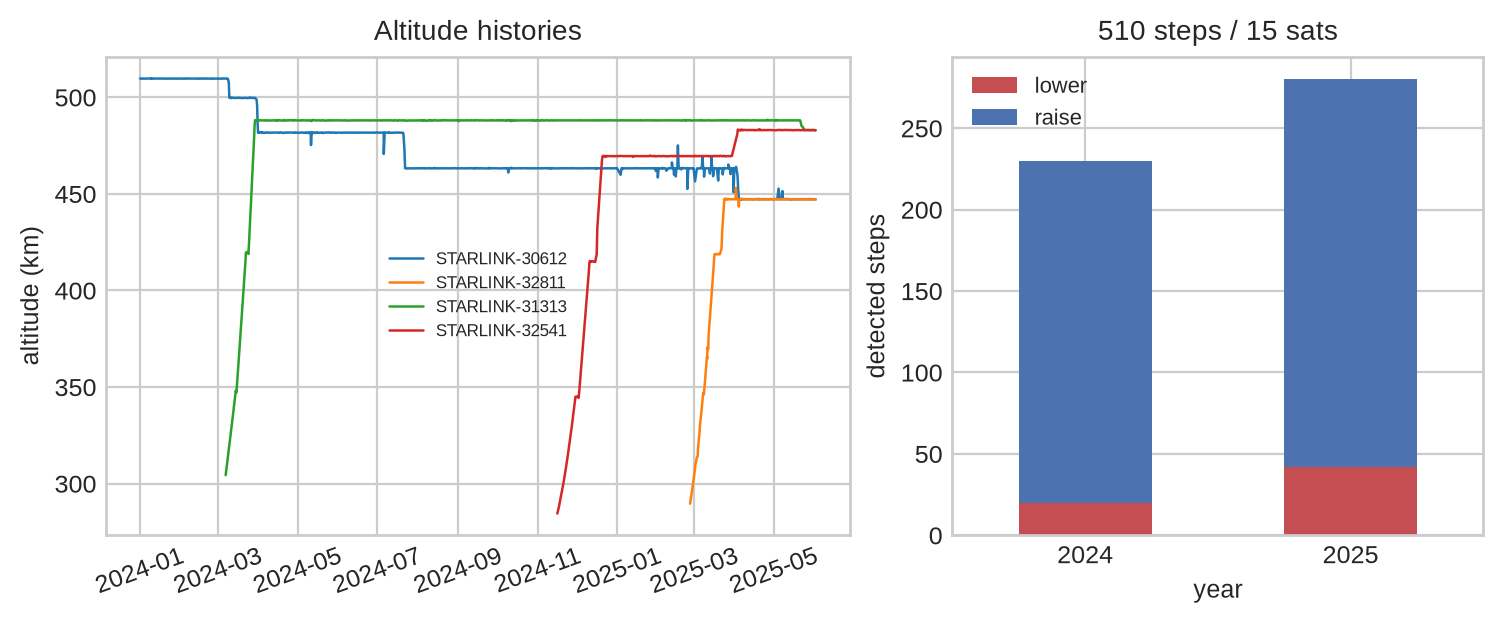 Altitude histories
altitude (km)
500
450
400
350
300
STARLINK-30612
STARLINK-32811
STARLINK-31313
STARLINK-32541
2024-01
2024-03
2024-05
2024-07
2024-09
2024-11
2025-01
2025-03
2025-05
510 steps / 15 sats
lower
raise
detected steps
250
200
150
100
50
0
2024
2025
year